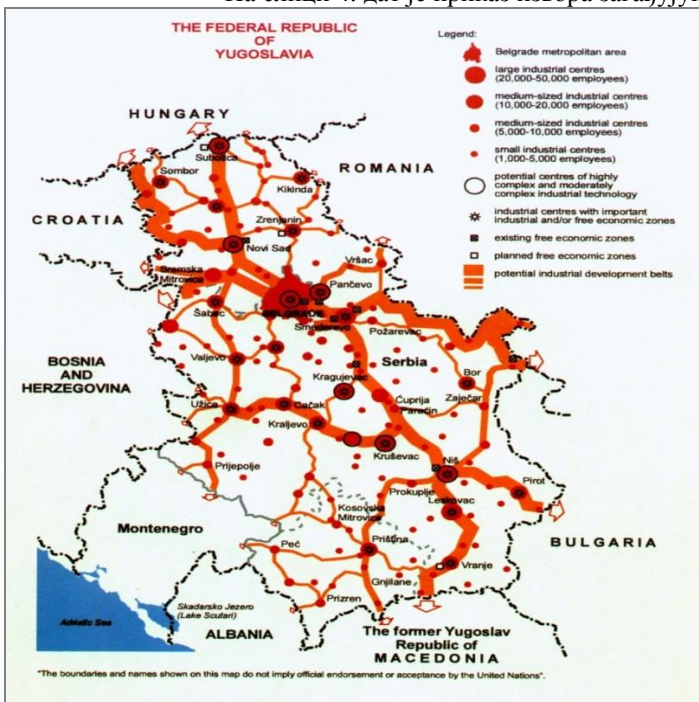 THE FEDERAL REPUBLIC
OF
YUGOSLAVIA
Legend:
Belgrade metropolitan area
large industrial centres
(20,000-50,000 employees)
medium-sized industrial centres
(10,000-20,000 employees)
medium-sized industrial centres
(5,000-10,000 employees)
small industrial centres
(1,000-5,000 employees)
potential centres of highly
complex and moderately
complex industrial technology
industrial centres with important
industrial and/or free economic zones
existing free economic zones
planned free economic zones
potential industrial development belts
HUNGARY
ROMANIA
CROATIA
BOSNIA
AND
HERZEGOVINA
BULGARIA
ALBANIA
The former Yugoslav
Republic of
MACEDONIA
Montenegro
Serbia
Subotica
Sombor
Kikinda
Zrenjanin
Novi Sad
Vršac
Sremska
Mitrovica
Pančevo
BELGRADE
Šabac
Smederevo
Požarevac
Valjevo
Kragujevac
Bor
Zaječar
Užice
Čačak
Ćuprija
Paraćin
Kraljevo
Kruševac
Niš
Prijepolje
Pirot
Prokuplje
Leskovac
Kosovska
Mitrovica
Peć
Priština
Vranje
Gnjilane
Prizren
Skadarsko Jezero
(Lake Scutari)
Adriatic Sea
"The boundaries and names shown on this map do not imply official endorsement or acceptance by the United Nations".